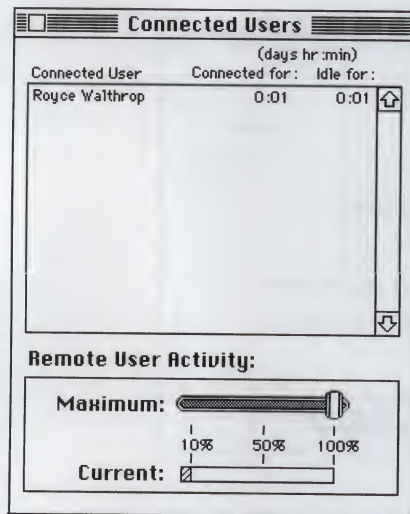 Connected Users
(days hr:min)
Connected User Connected for: Idle for:
Royce Walthrop 0:01 0:01
Remote User Activity:
Maximum:
10% 50% 100%
Current: